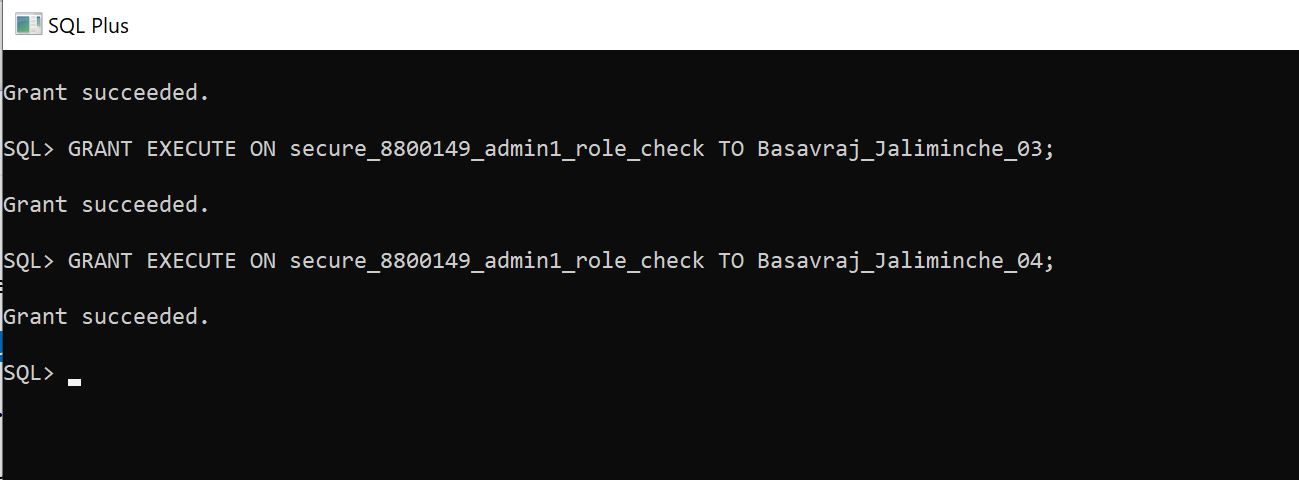 SQL Plus
Grant succeeded.
SQL> GRANT EXECUTE ON secure_8800149_admin1_role_check TO Basavraj_Jaliminche_03;
Grant succeeded.
SQL> GRANT EXECUTE ON secure_8800149_admin1_role_check TO Basavraj_Jaliminche_04;
Grant succeeded.
SQL>